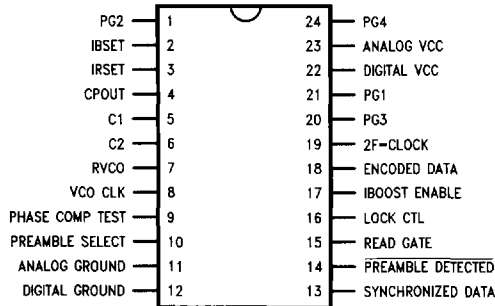 PG2 1 24 PG4
IBSET 2 23 ANALOG VCC
IRSET 3 22 DIGITAL VCC
CPOUT 4 21 PG1
C1 5 20 PG3
C2 6 19 2F-CLOCK
RVCO 7 18 ENCODED DATA
VCO CLK 8 17 IBOOST ENABLE
PHASE COMP TEST 9 16 LOCK CTL
PREAMBLE SELECT 10 15 READ GATE
ANALOG GROUND 11 14 PREAMBLE DETECTED
DIGITAL GROUND 12 13 SYNCHRONIZED DATA